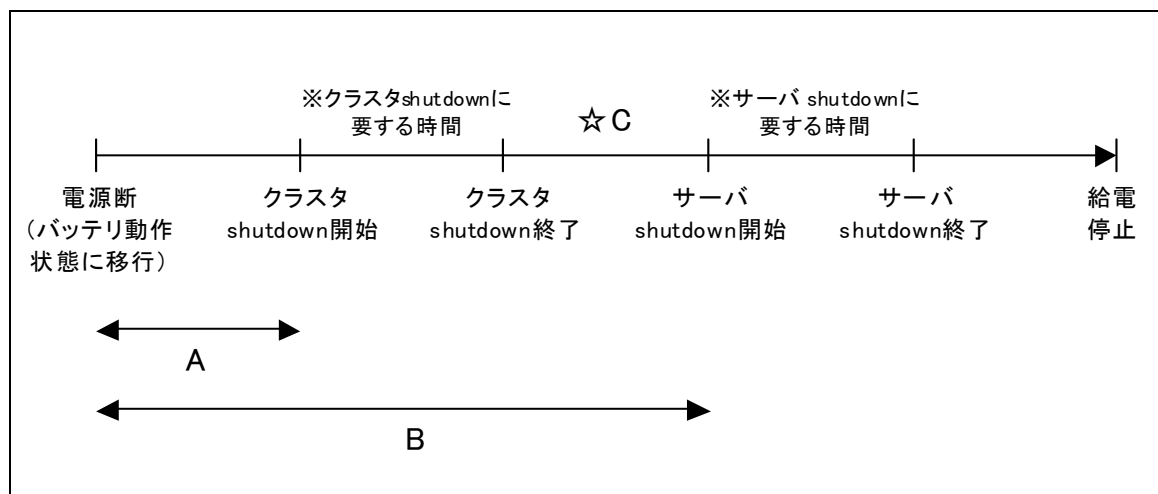 ※クラスタshutdownに
要する時間
☆C
※サーバ shutdownに
要する時間
電源断
(バッテリ動作
状態に移行)
クラスタ
shutdown開始
クラスタ
shutdown終了
サーバ
shutdown開始
サーバ
shutdown終了
給電
停止
A
B